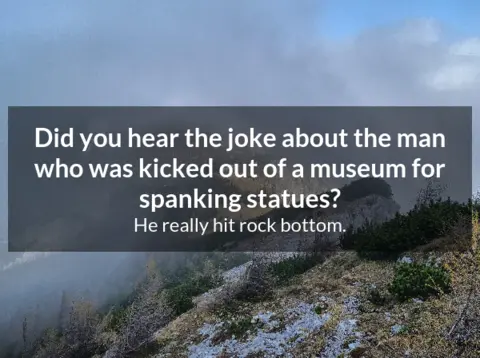 Did you hear the joke about the man
who was kicked out of a museum for
spanking statues?
He really hit rock bottom.